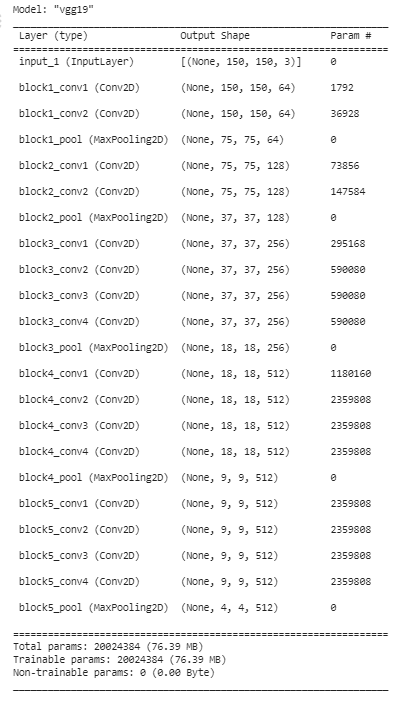 Model: "vgg19"
Layer (type) Output Shape Param #
input_1 (InputLayer) [(None, 150, 150, 3)] 0
block1_conv1 (Conv2D) (None, 150, 150, 64) 1792
block1_conv2 (Conv2D) (None, 150, 150, 64) 36928
block1_pool (MaxPooling2D) (None, 75, 75, 64) 0
block2_conv1 (Conv2D) (None, 75, 75, 128) 73856
block2_conv2 (Conv2D) (None, 75, 75, 128) 147584
block2_pool (MaxPooling2D) (None, 37, 37, 128) 0
block3_conv1 (Conv2D) (None, 37, 37, 256) 295168
block3_conv2 (Conv2D) (None, 37, 37, 256) 590080
block3_conv3 (Conv2D) (None, 37, 37, 256) 590080
block3_conv4 (Conv2D) (None, 37, 37, 256) 590080
block3_pool (MaxPooling2D) (None, 18, 18, 256) 0
block4_conv1 (Conv2D) (None, 18, 18, 512) 1180160
block4_conv2 (Conv2D) (None, 18, 18, 512) 2359808
block4_conv3 (Conv2D) (None, 18, 18, 512) 2359808
block4_conv4 (Conv2D) (None, 18, 18, 512) 2359808
block4_pool (MaxPooling2D) (None, 9, 9, 512) 0
block5_conv1 (Conv2D) (None, 9, 9, 512) 2359808
block5_conv2 (Conv2D) (None, 9, 9, 512) 2359808
block5_conv3 (Conv2D) (None, 9, 9, 512) 2359808
block5_conv4 (Conv2D) (None, 9, 9, 512) 2359808
block5_pool (MaxPooling2D) (None, 4, 4, 512) 0
Total params: 20024384 (76.39 MB)
Trainable params: 20024384 (76.39 MB)
Non-trainable params: 0 (0.00 Byte)